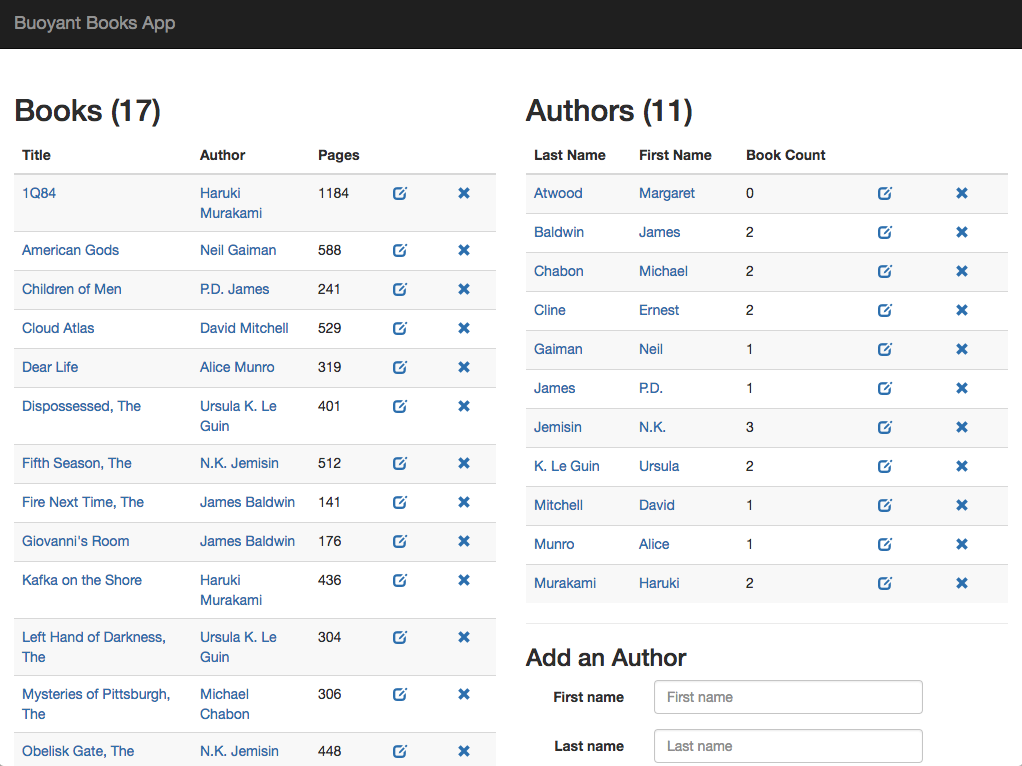 Buoyant Books App
Books (17)
Title Author Pages
1Q84 Haruki 1184
Murakami
American Gods Neil Gaiman 588
Children of Men P.D. James 241
Cloud Atlas David Mitchell 529
Dear Life Alice Munro 319
Dispossessed, The Ursula K. Le 401
Guin
Fifth Season, The N.K. Jemisin 512
Fire Next Time, The James Baldwin 141
Giovanni's Room James Baldwin 176
Kafka on the Shore Haruki 436
Murakami
Left Hand of Darkness, Ursula K. Le 304
The Guin
Mysteries of Pittsburgh, Michael 306
The Chabon
Obelisk Gate, The N.K. Jemisin 448
Authors (11)
Last Name First Name Book Count
Atwood Margaret 0
Baldwin James 2
Chabon Michael 2
Cline Ernest 2
Gaiman Neil 1
James P.D. 1
Jemisin N.K. 3
K. Le Guin Ursula 2
Mitchell David 1
Munro Alice 1
Murakami Haruki 2
Add an Author
First name First name
Last name Last name